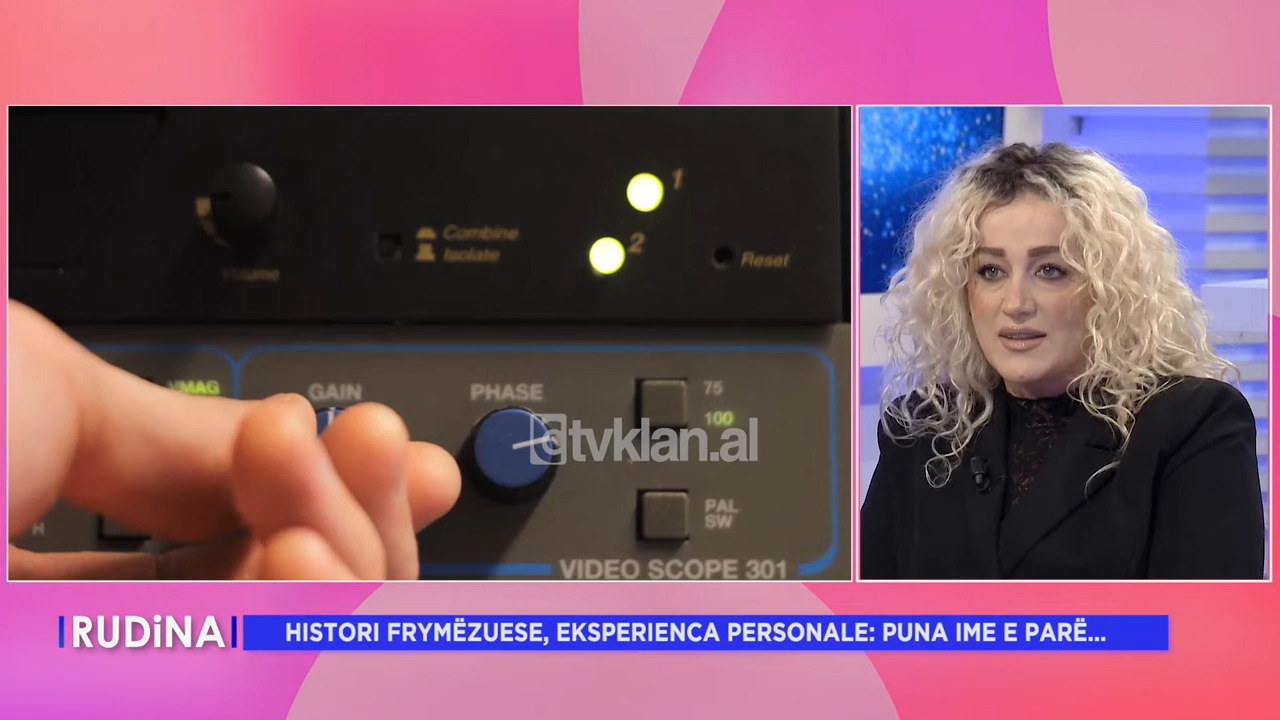 1
Combine
Isolate
2
Reset
Volume
VMAG
GAIN
PHASE
75
100
tvklan.al
H
PAL
SW
VIDEO SCOPE 301
RUDiNA
HISTORI FRYMËZUESE, EKSPERIENCA PERSONALE: PUNA IME E PARË...